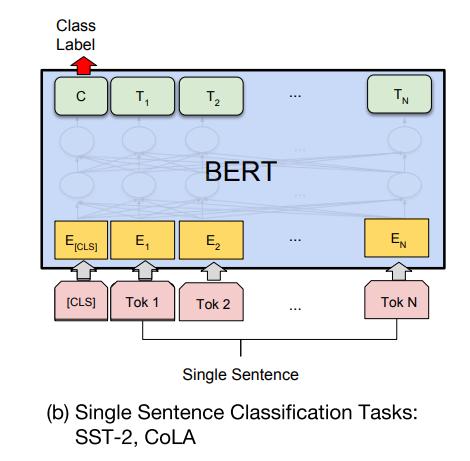 Class
Label
C T1 T2 ... TN
...
BERT
...
E[CLS] E1 E2 ... EN
[CLS] Tok 1 Tok 2 ... Tok N
Single Sentence
(b) Single Sentence Classification Tasks:
SST-2, CoLA